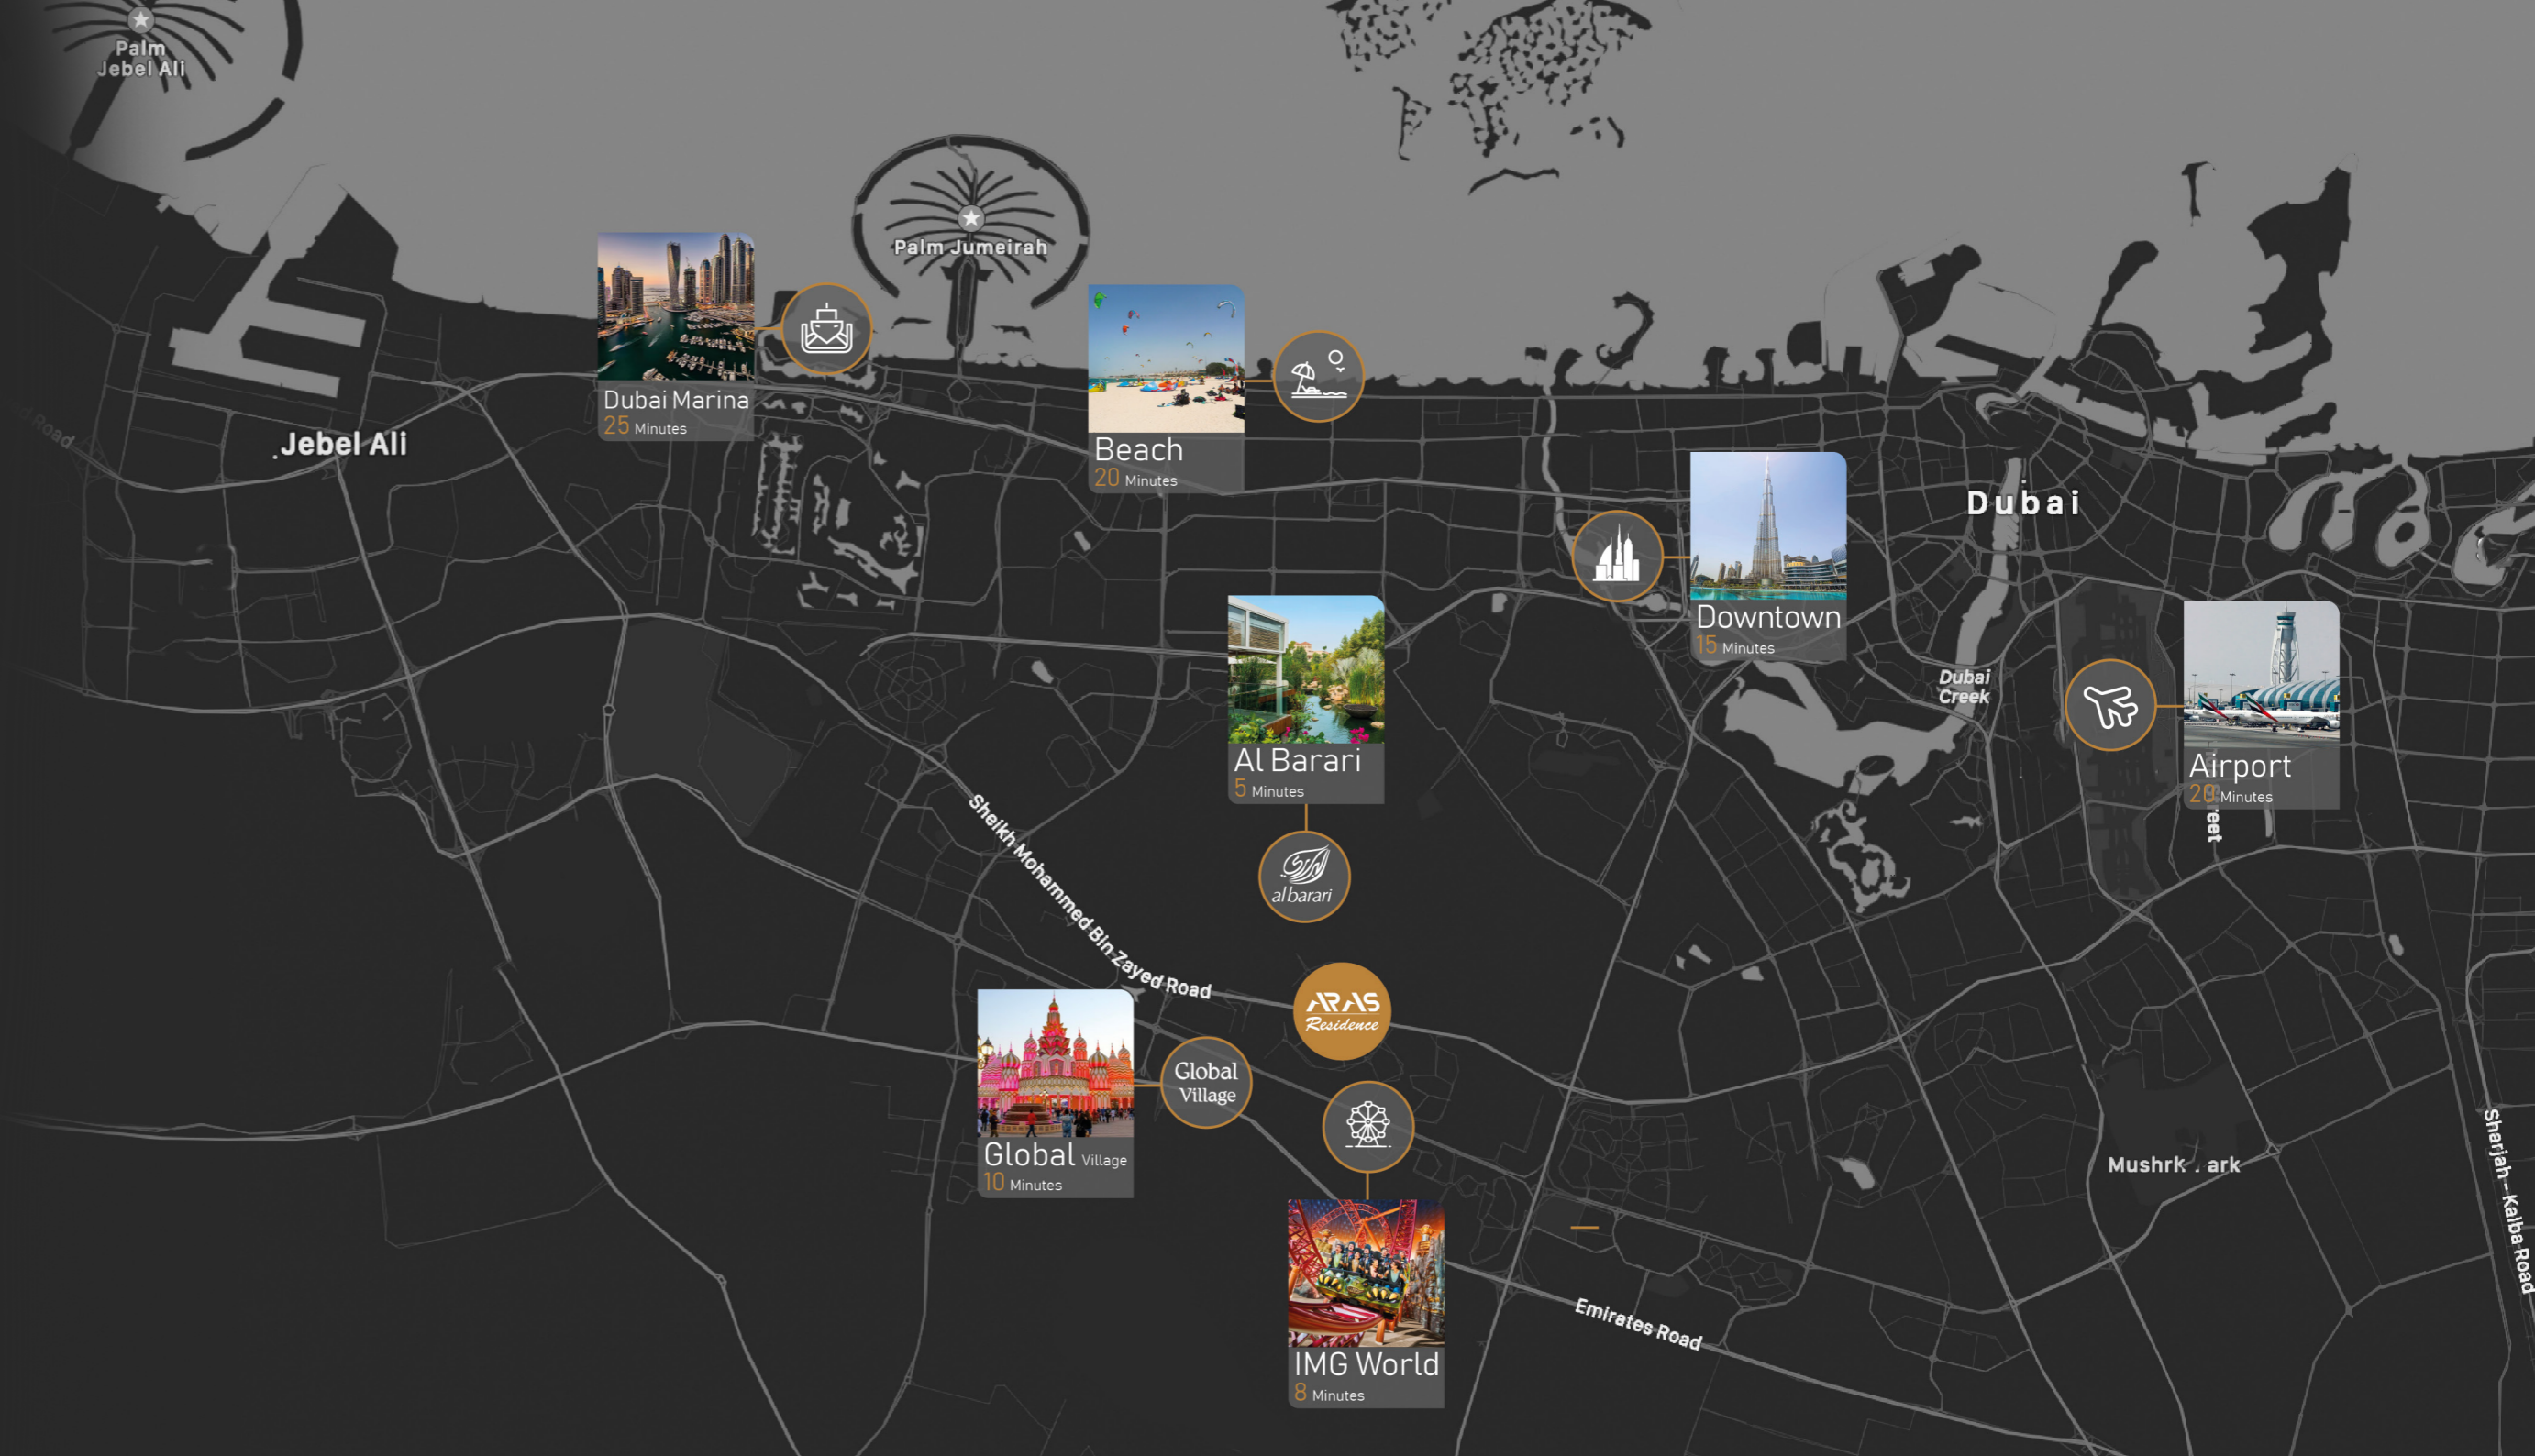 Palm
Jebel Ali
Palm Jumeirah
Dubai Marina
25 Minutes
Beach
20 Minutes
Road
Jebel Ali
Dubai
Downtown
15 Minutes
Dubai
Creek
Airport
20 Minutes
Al Barari
5 Minutes
al barari
Sheikh Mohammed Bin Zayed Road
ARAS
Residence
Global
Village
Global Village
10 Minutes
IMG World
8 Minutes
Emirates Road
Sharjah - Kalba Road